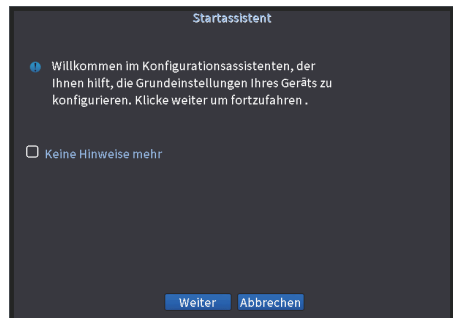 Startassistent
Willkommen im Konfigurationsassistenten, der
Ihnen hilft, die Grundeinstellungen Ihres Geräts zu
konfigurieren. Klicke weiter um fortzufahren .
Keine Hinweise mehr
Weiter Abbrechen